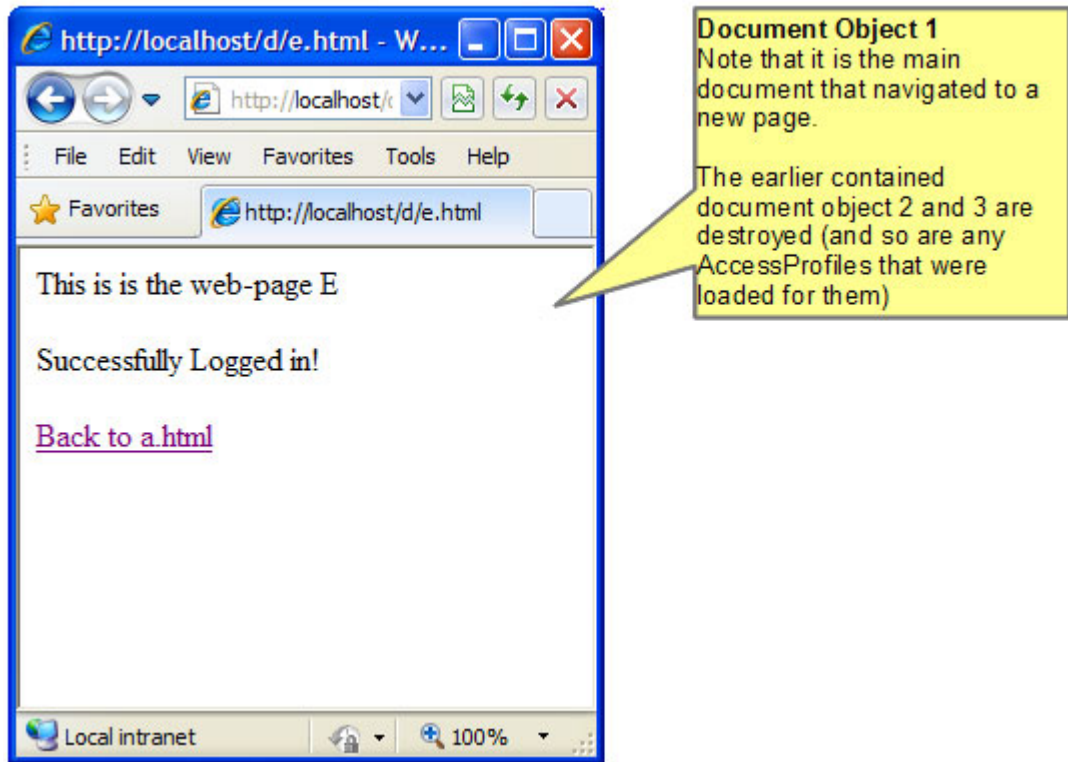 http://localhost/d/e.html - W...
http://localhost/
File Edit View Favorites Tools Help
Favorites
http://localhost/d/e.html
This is is the web-page E
Successfully Logged in!
Back to a.html
Local intranet
100%
Document Object 1
Note that it is the main
document that navigated to a
new page.
The earlier contained
document object 2 and 3 are
destroyed (and so are any
AccessProfiles that were
loaded for them)